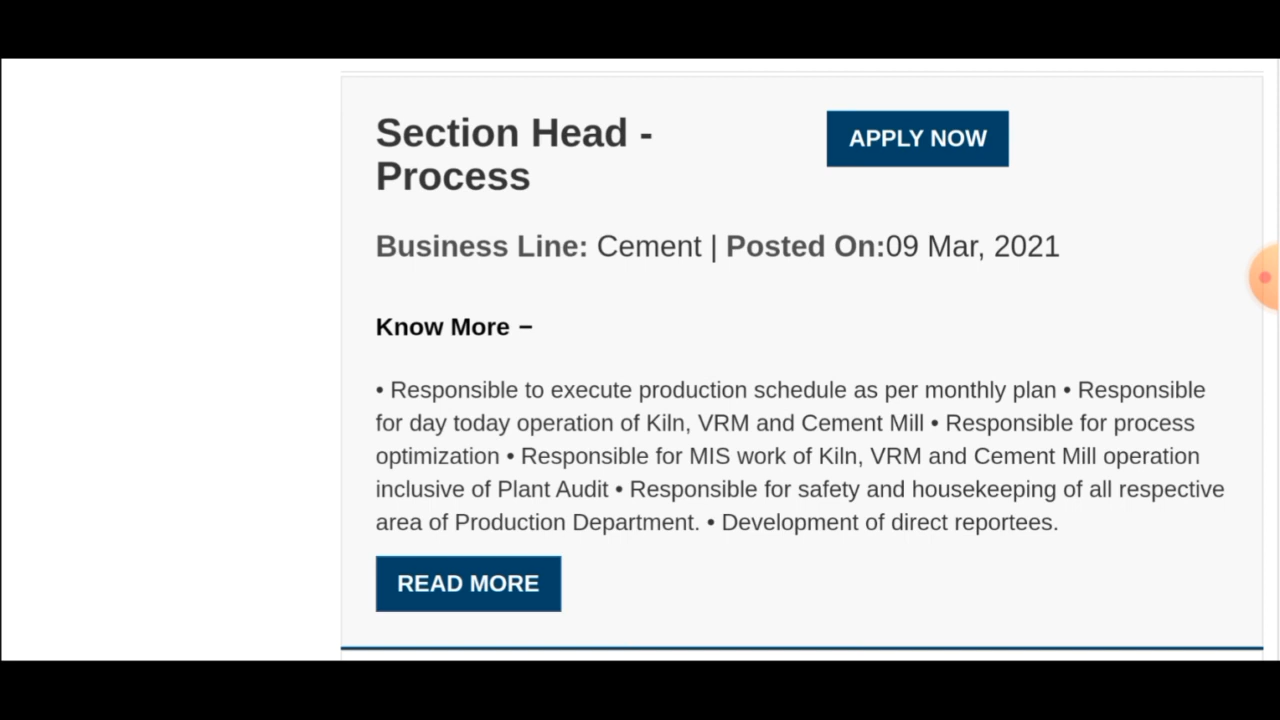 Section Head -
Process
APPLY NOW
Business Line: Cement | Posted On:09 Mar, 2021
Know More −
• Responsible to execute production schedule as per monthly plan • Responsible
for day today operation of Kiln, VRM and Cement Mill • Responsible for process
optimization • Responsible for MIS work of Kiln, VRM and Cement Mill operation
inclusive of Plant Audit • Responsible for safety and housekeeping of all respective
area of Production Department. • Development of direct reportees.
READ MORE